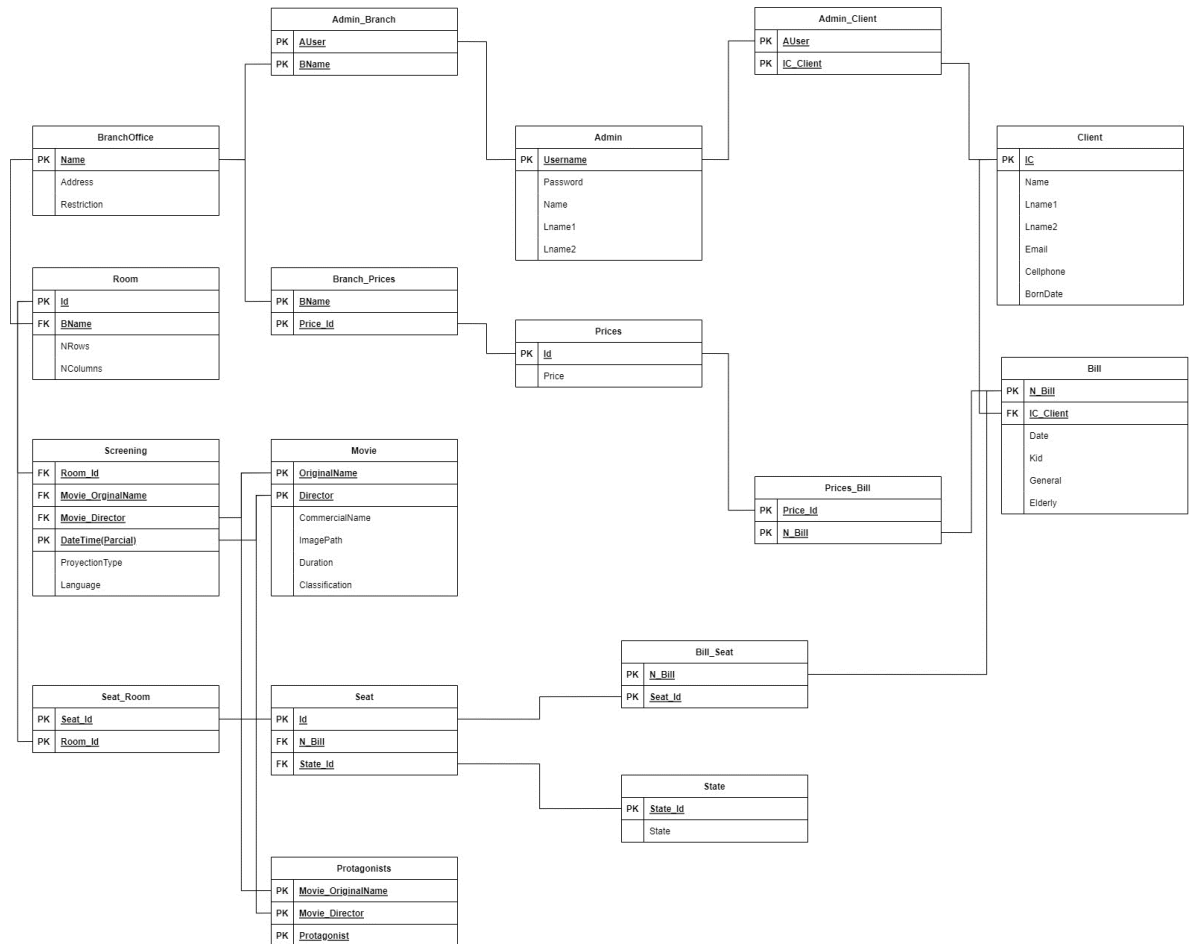 Admin_Branch
PK AUser
PK BName
Admin_Client
PK AUser
PK IC_Client
BranchOffice
PK Name
Address
Restriction
Admin
PK Username
Password
Name
Lname1
Lname2
Client
PK IC
Name
Lname1
Lname2
Email
Cellphone
BornDate
Room
PK Id
FK BName
NRows
NColumns
Branch_Prices
PK BName
PK Price_Id
Prices
PK Id
Price
Bill
PK N_Bill
FK IC_Client
Date
Kid
General
Elderly
Screening
FK Room_Id
FK Movie_OrginalName
FK Movie_Director
PK DateTime(Parcial)
ProyectionType
Language
Movie
PK OriginalName
PK Director
CommercialName
ImagePath
Duration
Classification
Prices_Bill
PK Price_Id
PK N_Bill
Bill_Seat
PK N_Bill
PK Seat_Id
Seat_Room
PK Seat_Id
PK Room_Id
Seat
PK Id
FK N_Bill
FK State_Id
State
PK State_Id
State
Protagonists
PK Movie_OriginalName
PK Movie_Director
PK Protagonist